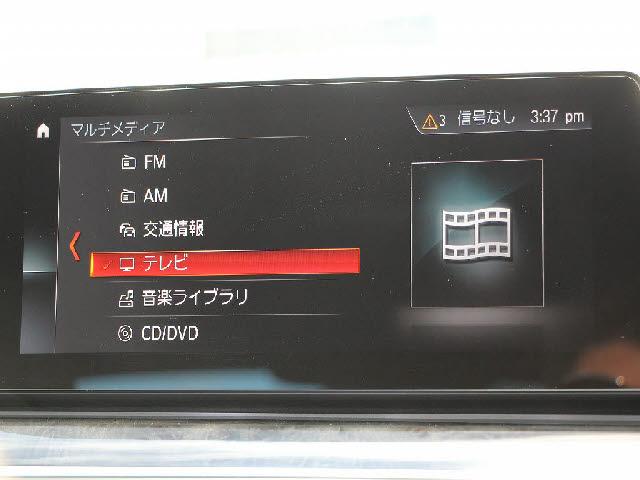 マルチメディア
3 信号なし 3:37 pm
FM
AM
交通情報
テレビ
音楽ライブラリ
CD/DVD